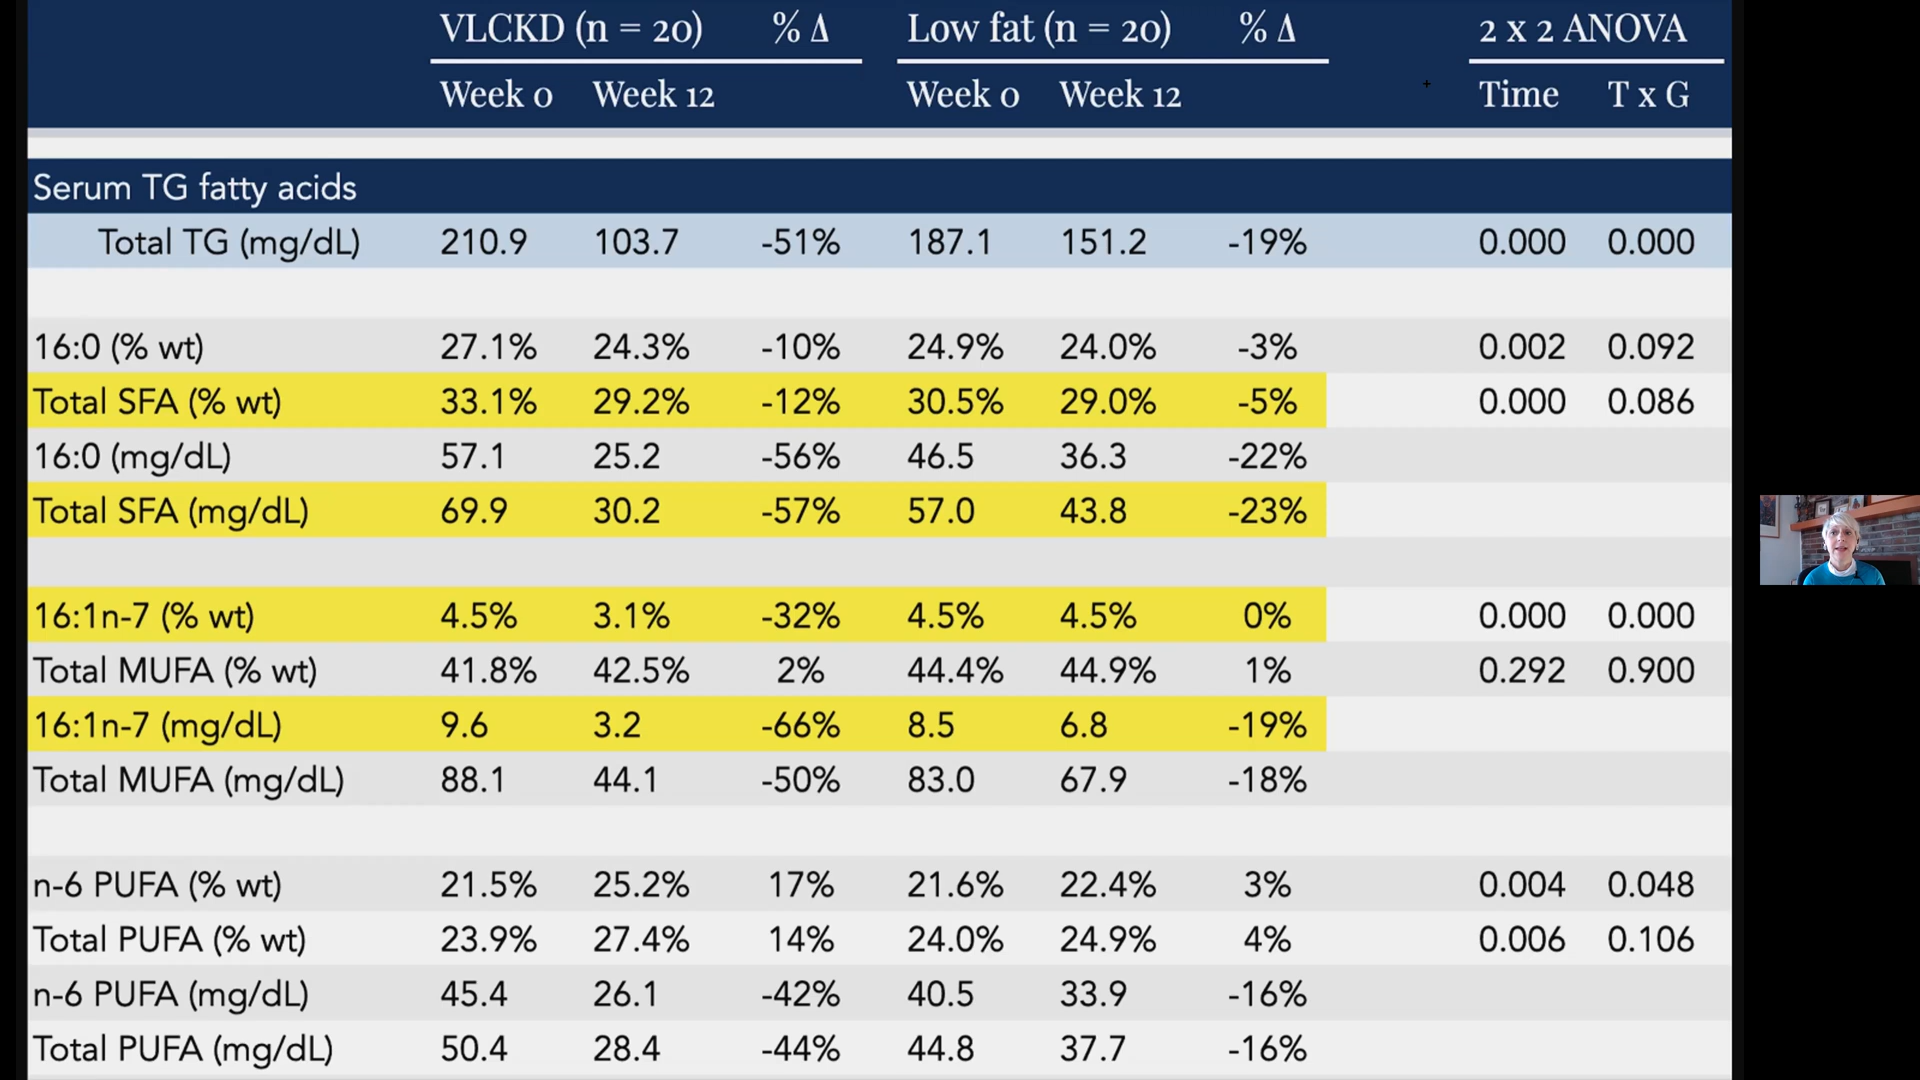 VLCKD (n = 20) % Δ Low fat (n = 20) % Δ 2 x 2 ANOVA
Week 0 Week 12 Week 0 Week 12 Time T x G
Serum TG fatty acids
Total TG (mg/dL) 210.9 103.7 -51% 187.1 151.2 -19% 0.000 0.000
16:0 (% wt) 27.1% 24.3% -10% 24.9% 24.0% -3% 0.002 0.092
Total SFA (% wt) 33.1% 29.2% -12% 30.5% 29.0% -5% 0.000 0.086
16:0 (mg/dL) 57.1 25.2 -56% 46.5 36.3 -22%
Total SFA (mg/dL) 69.9 30.2 -57% 57.0 43.8 -23%
16:1n-7 (% wt) 4.5% 3.1% -32% 4.5% 4.5% 0% 0.000 0.000
Total MUFA (% wt) 41.8% 42.5% 2% 44.4% 44.9% 1% 0.292 0.900
16:1n-7 (mg/dL) 9.6 3.2 -66% 8.5 6.8 -19%
Total MUFA (mg/dL) 88.1 44.1 -50% 83.0 67.9 -18%
n-6 PUFA (% wt) 21.5% 25.2% 17% 21.6% 22.4% 3% 0.004 0.048
Total PUFA (% wt) 23.9% 27.4% 14% 24.0% 24.9% 4% 0.006 0.106
n-6 PUFA (mg/dL) 45.4 26.1 -42% 40.5 33.9 -16%
Total PUFA (mg/dL) 50.4 28.4 -44% 44.8 37.7 -16%